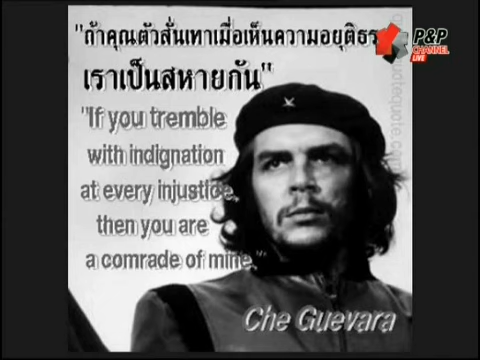 "ถ้าคุณตัวสั่นเทาเมื่อเห็นความอยุติธร
เราเป็นสหายกัน"
"If you tremble
with indignation
at every injustice,
then you are
a comrade of mine."
Che Guevara
P&P
CHANNEL
LIVE